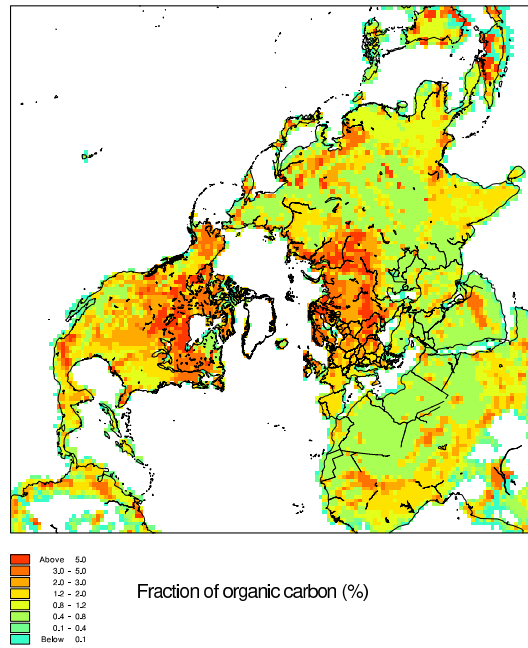 Above 5.0
3.0 - 5.0
2.0 - 3.0
1.2 - 2.0
0.8 - 1.2
0.4 - 0.8
0.1 - 0.4
Below 0.1
Fraction of organic carbon (%)